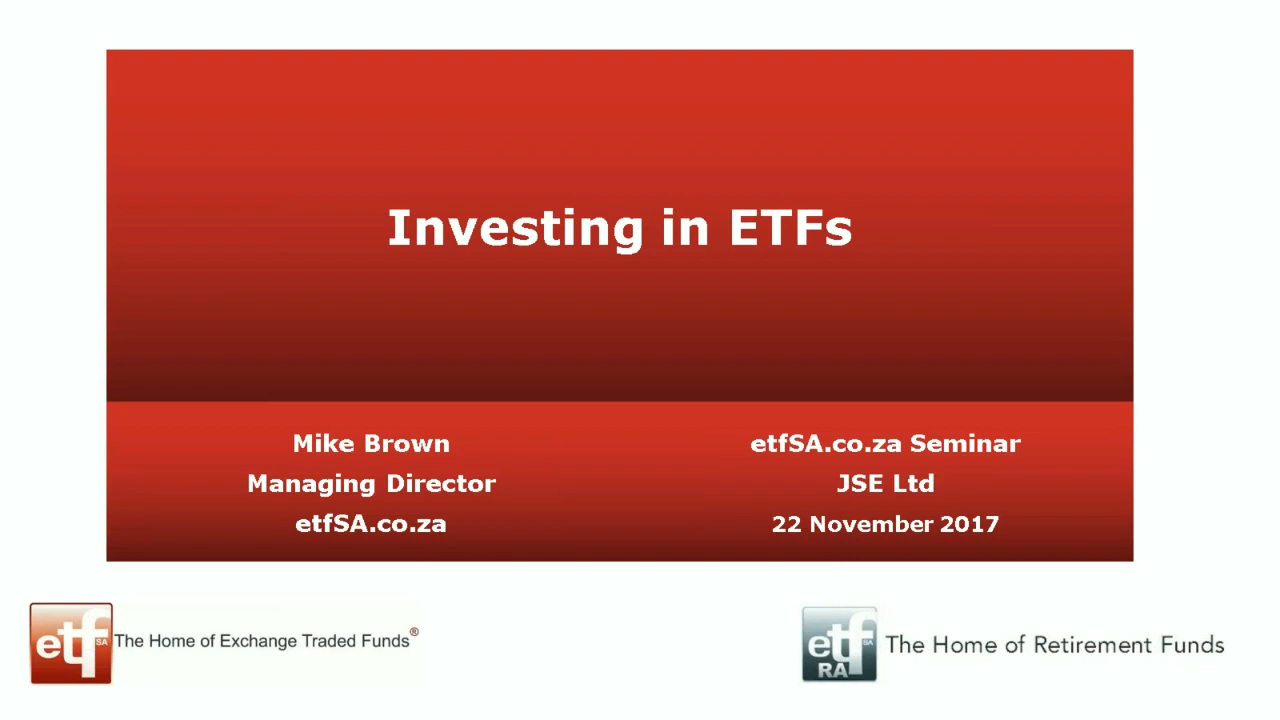 Investing in ETFs
Mike Brown
Managing Director
etfSA.co.za
etfSA.co.za Seminar
JSE Ltd
22 November 2017
etf SA The Home of Exchange Traded Funds®
etf SA RA The Home of Retirement Funds